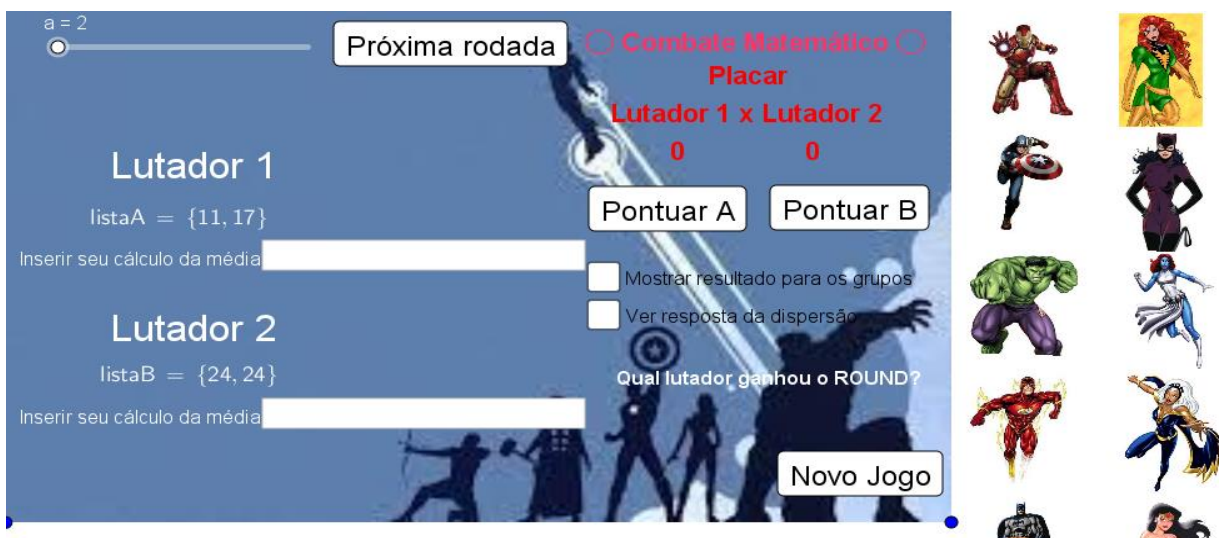 a = 2
Próxima rodada
Combate Matemático
Placar
Lutador 1 x Lutador 2
0 0
Lutador 1
listaA = {11, 17}
Inserir seu cálculo da média
Pontuar A
Pontuar B
Mostrar resultado para os grupos
Ver resposta da dispersão
Lutador 2
listaB = {24, 24}
Inserir seu cálculo da média
Qual lutador ganhou o ROUND?
Novo Jogo